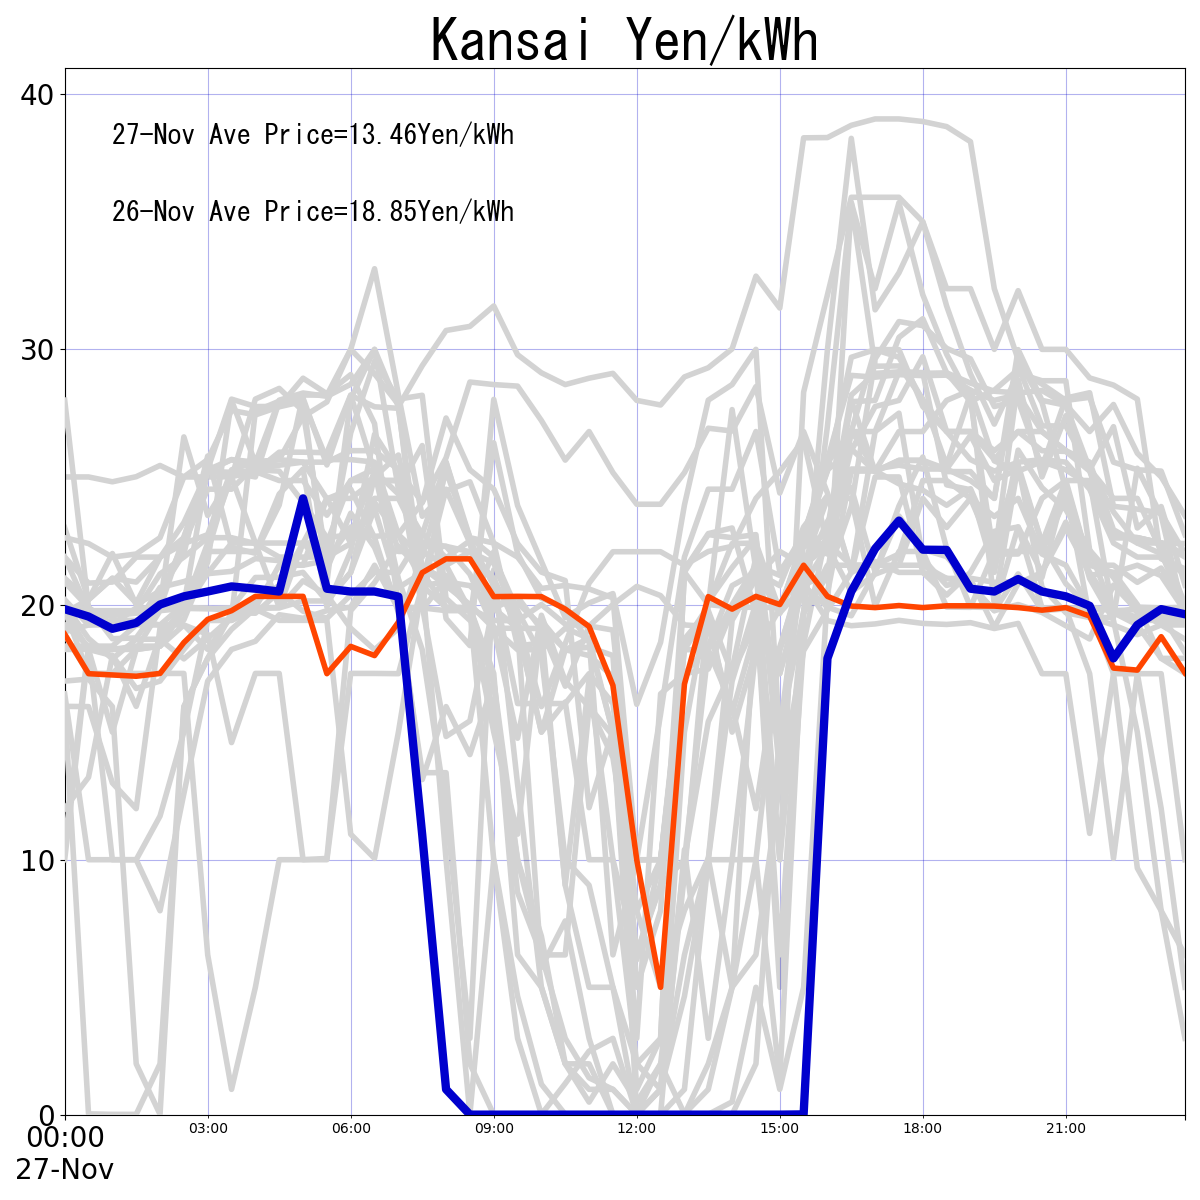 Kansai Yen/kWh
40
27-Nov Ave Price=13.46Yen/kWh
26-Nov Ave Price=18.85Yen/kWh
30
20
10
0
00:00 03:00 06:00 09:00 12:00 15:00 18:00 21:00
27-Nov